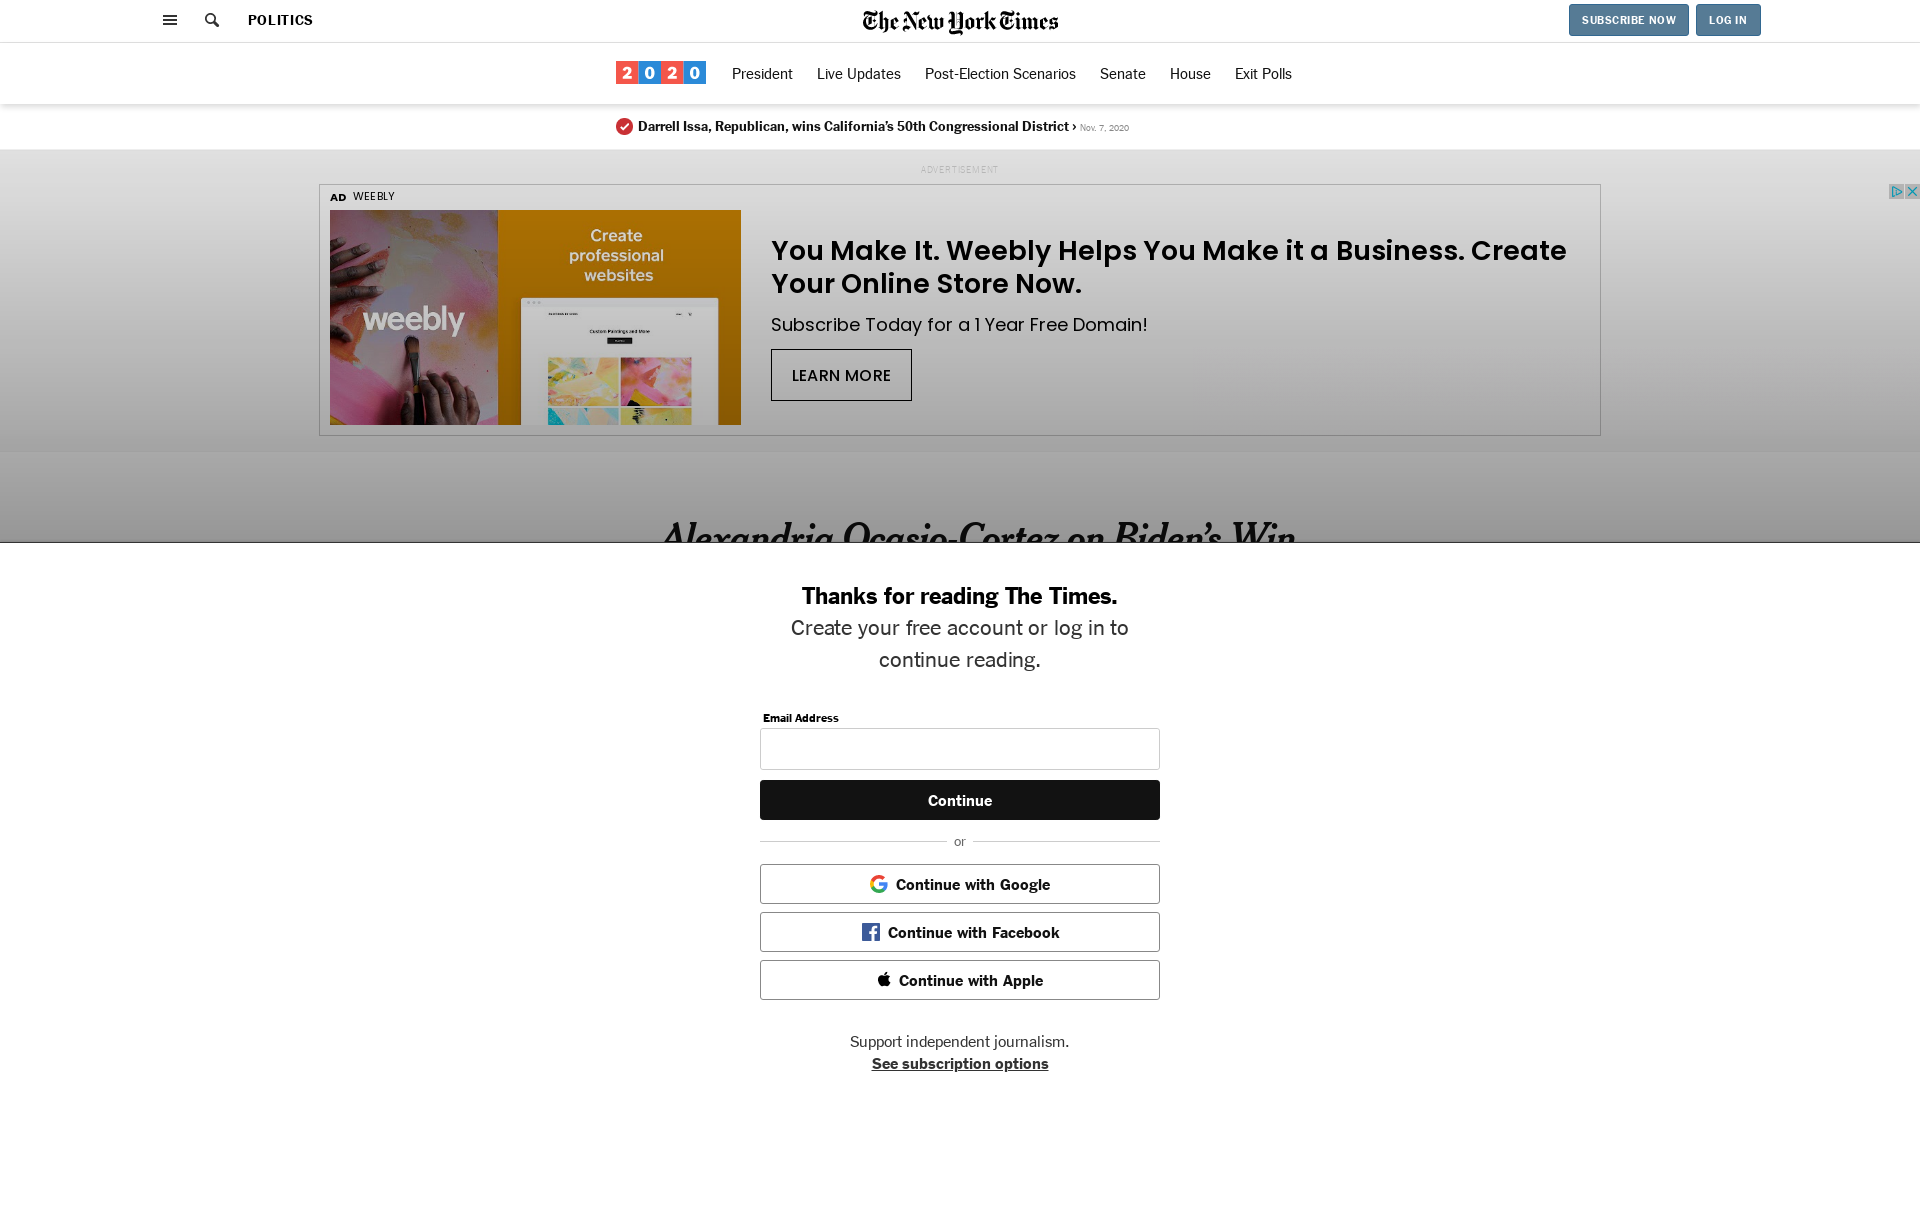 POLITICS
The New York Times
SUBSCRIBE NOW
LOG IN
2020
President
Live Updates
Post-Election Scenarios
Senate
House
Exit Polls
Darrell Issa, Republican, wins California’s 50th Congressional District › Nov. 7, 2020
ADVERTISEMENT
AD WEEBLY
Create
professional
websites
weebly
Custom Paintings and More
You Make It. Weebly Helps You Make it a Business. Create
Your Online Store Now.
Subscribe Today for a 1 Year Free Domain!
LEARN MORE
Alexandria Ocasio-Cortez on Biden’s Win
Thanks for reading The Times.
Create your free account or log in to
continue reading.
Email Address
Continue
or
Continue with Google
Continue with Facebook
Continue with Apple
Support independent journalism.
See subscription options